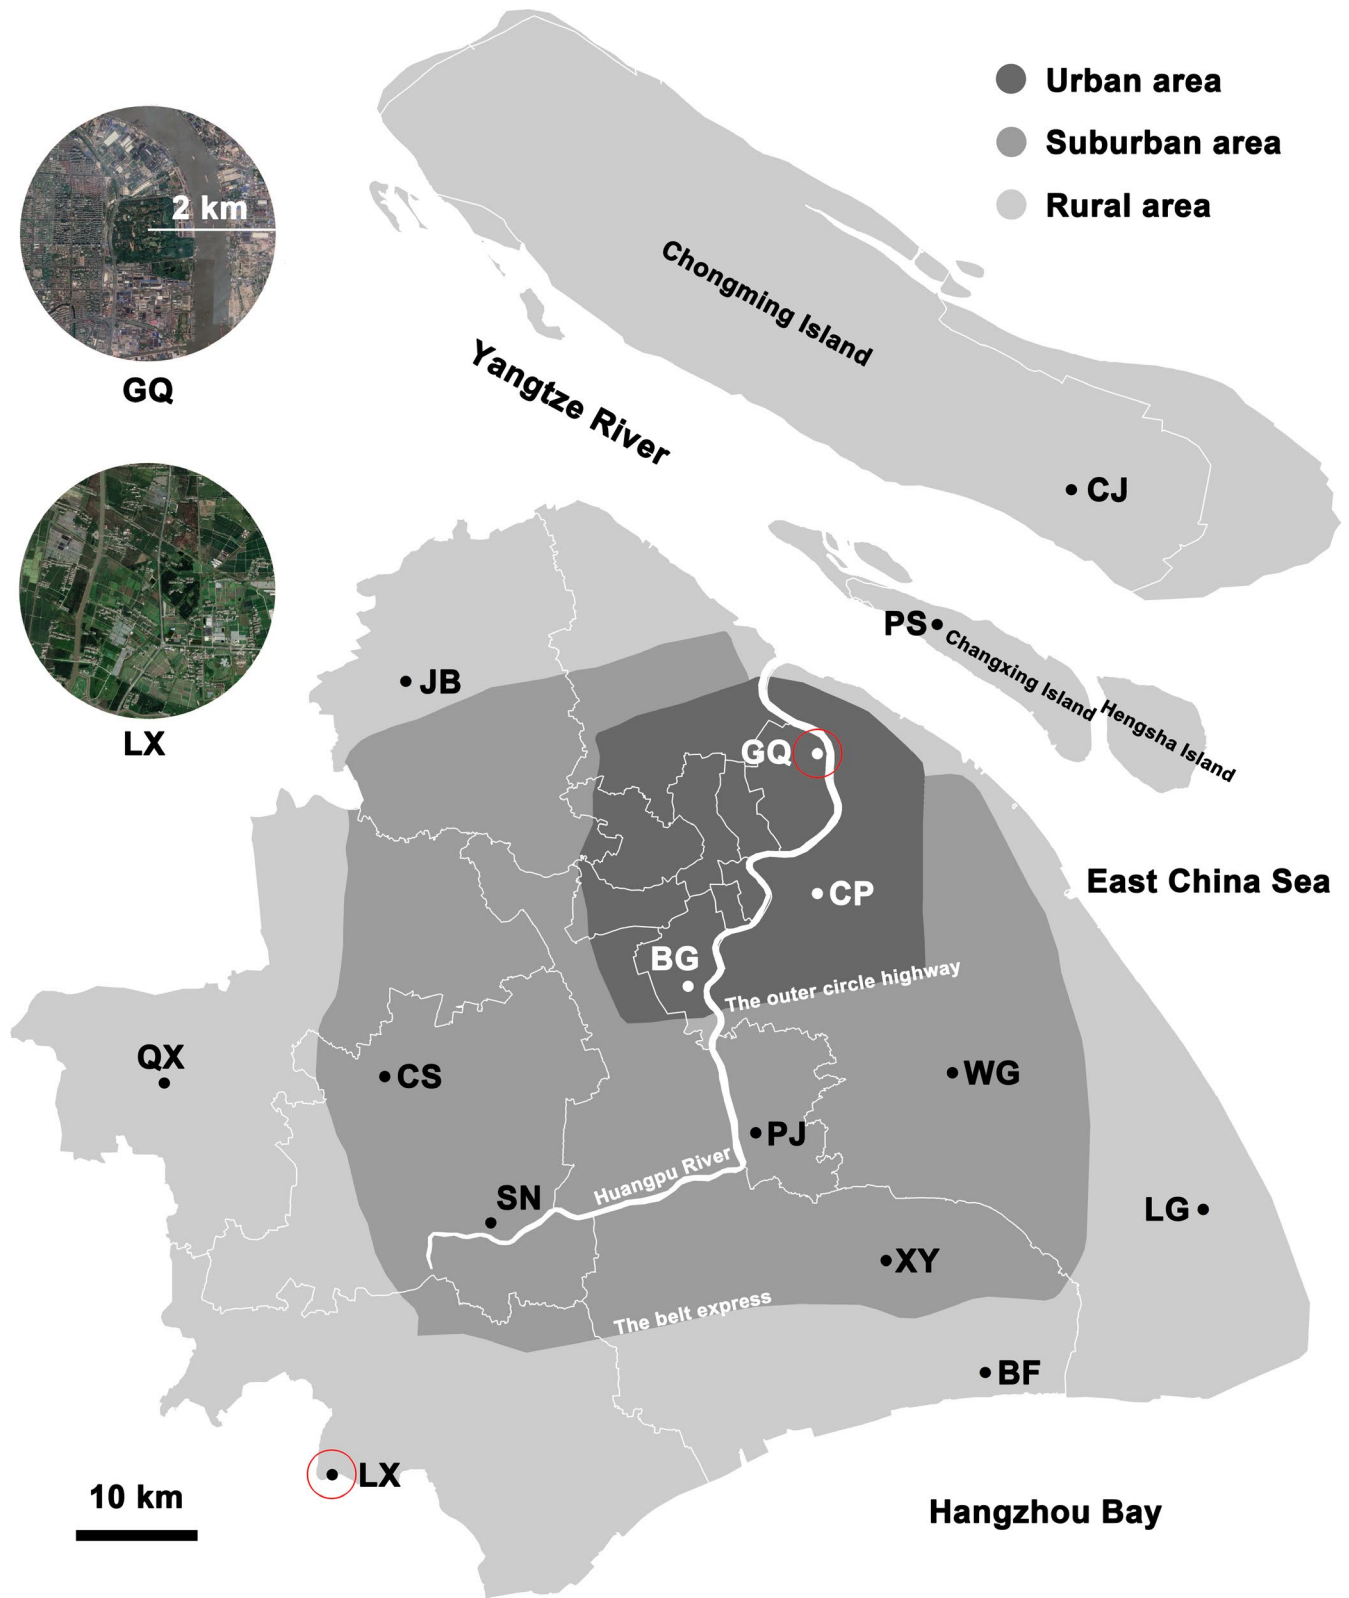 Urban area
Suburban area
Rural area
2 km
GQ
LX
Chongming Island
Yangtze River
CJ
PS
Changxing Island
Hengsha Island
JB
GQ
East China Sea
CP
BG
The outer circle highway
QX
CS
WG
PJ
Huangpu River
SN
LG
XY
The belt express
BF
LX
10 km
Hangzhou Bay